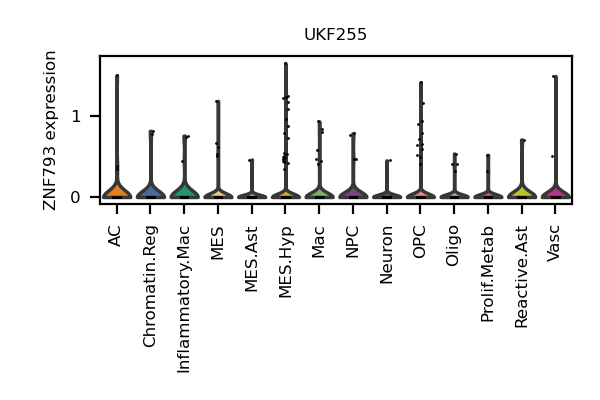 UKF255
ZNF793 expression
1
0
AC
Chromatin.Reg
Inflammatory.Mac
MES
MES.Ast
MES.Hyp
Mac
NPC
Neuron
OPC
Oligo
Prolif.Metab
Reactive.Ast
Vasc